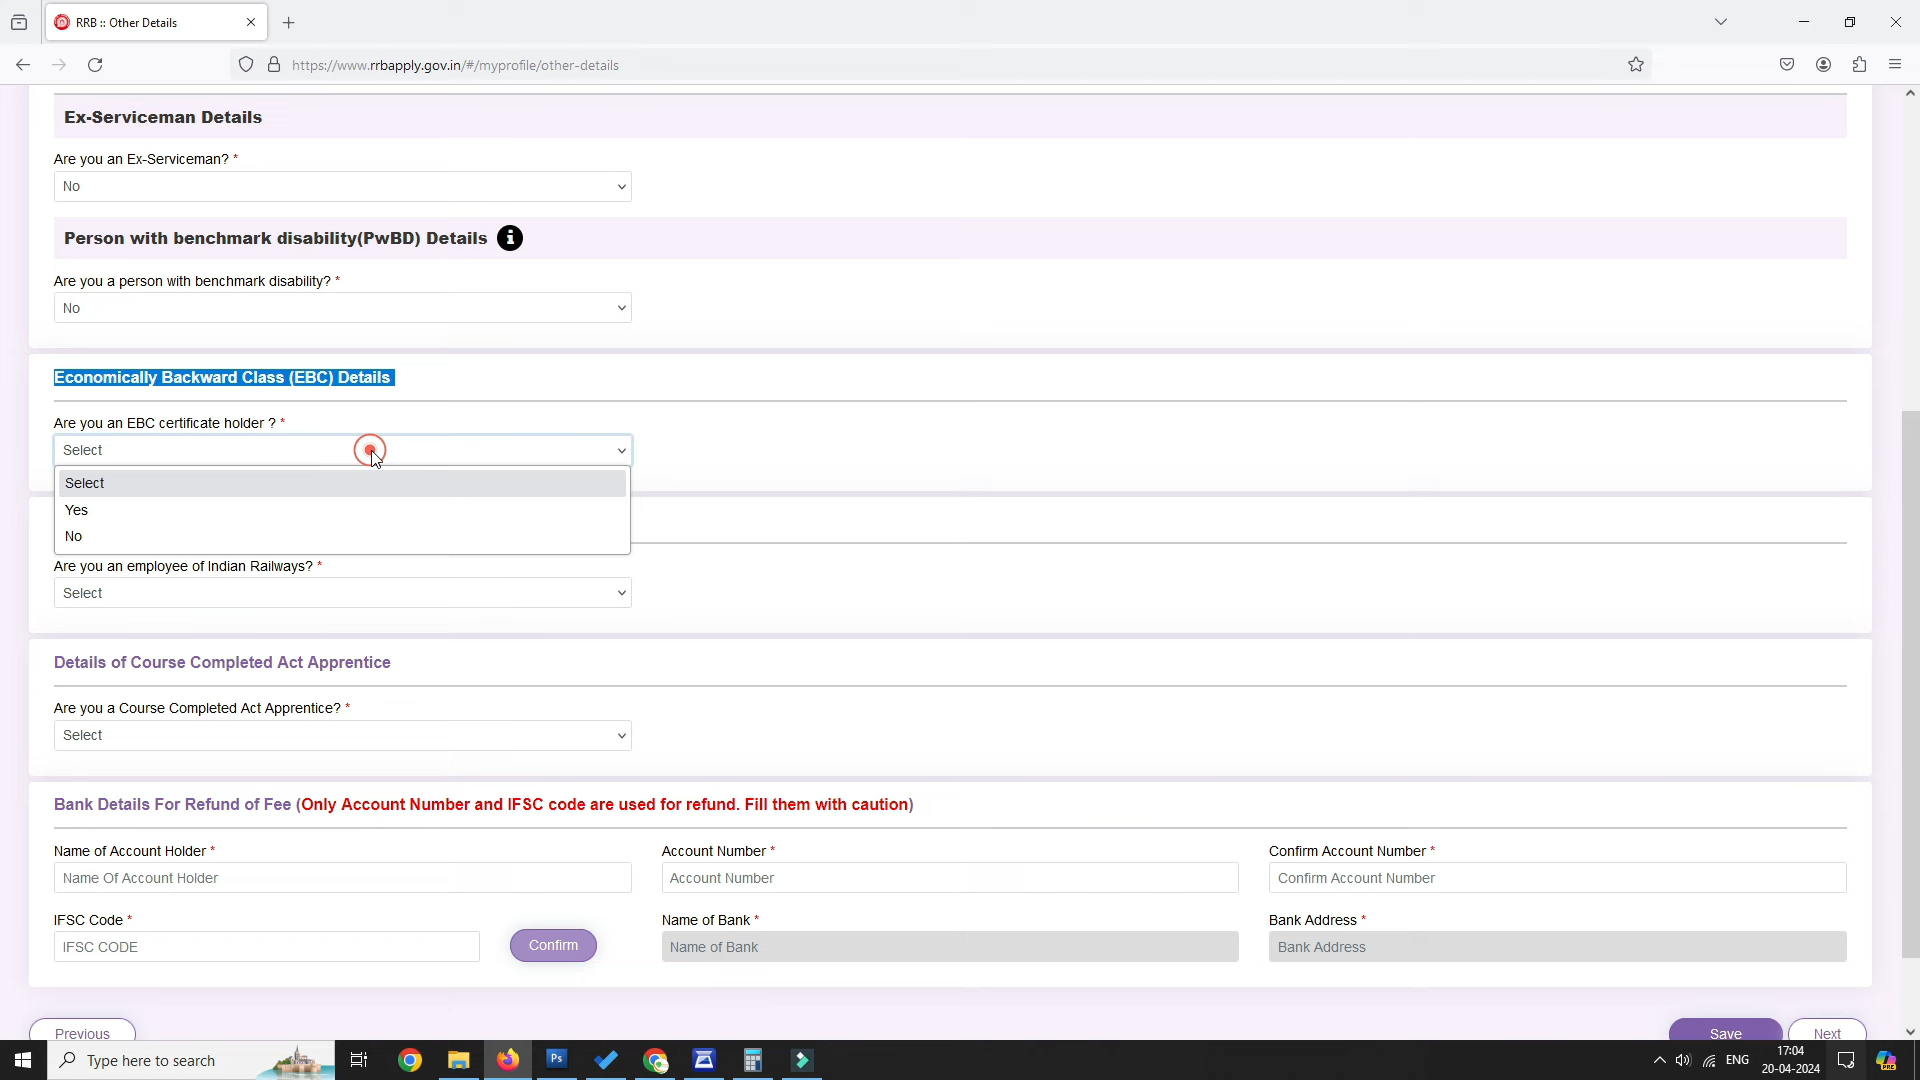 RRB :: Other Details
https://www.rrbapply.gov.in/#/myprofile/other-details
Ex-Serviceman Details
Are you an Ex-Serviceman? *
No
Person with benchmark disability(PwBD) Details
Are you a person with benchmark disability? *
No
Economically Backward Class (EBC) Details
Are you an EBC certificate holder ? *
Select
Select
Yes
No
Are you an employee of Indian Railways? *
Select
Details of Course Completed Act Apprentice
Are you a Course Completed Act Apprentice? *
Select
Bank Details For Refund of Fee (Only Account Number and IFSC code are used for refund. Fill them with caution)
Name of Account Holder * Account Number * Confirm Account Number *
Name Of Account Holder Account Number Confirm Account Number
IFSC Code * Name of Bank * Bank Address *
IFSC CODE Confirm Name of Bank Bank Address
Previous Save Next
Type here to search Ps ENG 17:04
20-04-2024
PRE